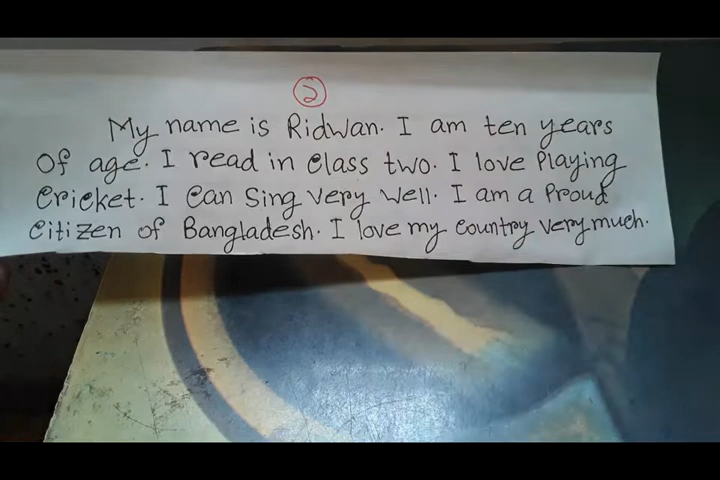 2
My name is Ridwan. I am ten years
of age. I read in class two. I love Playing
cricket. I can sing very well. I am a Proud
citizen of Bangladesh. I love my country very much.